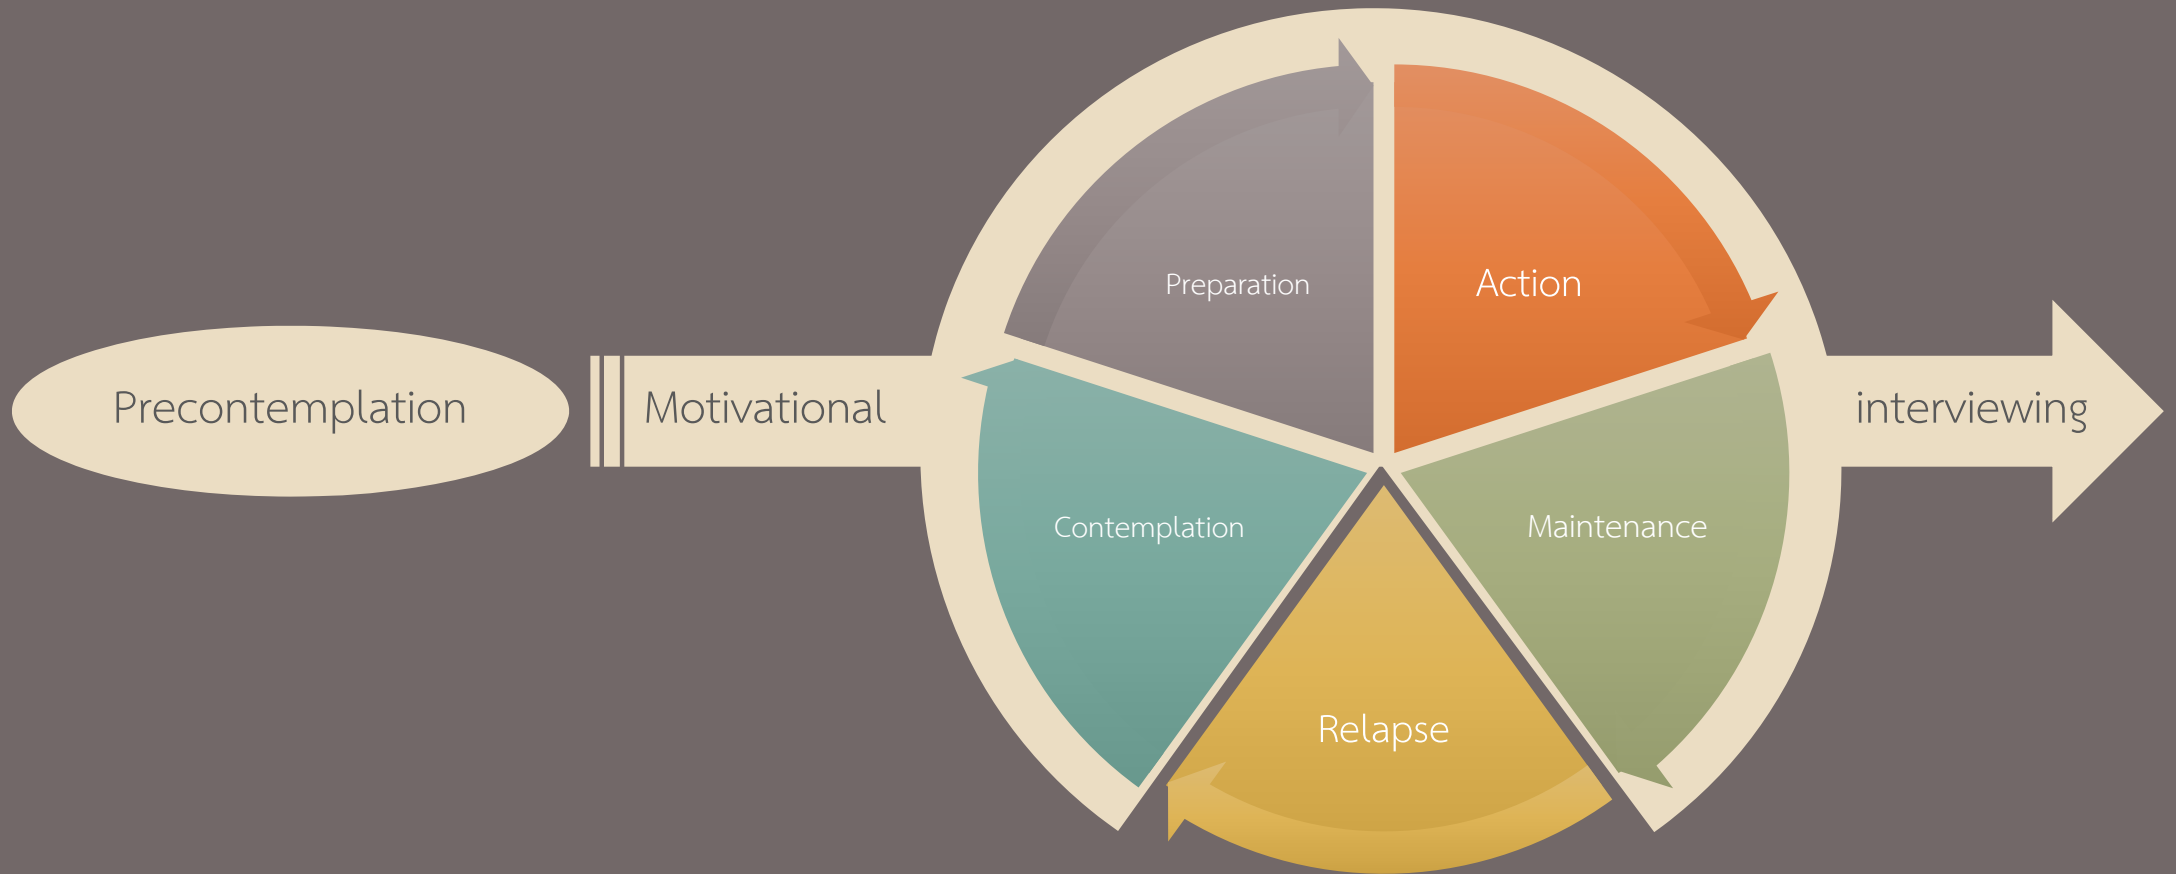 Preparation
Action
Precontemplation
Motivational
interviewing
Contemplation
Maintenance
Relapse